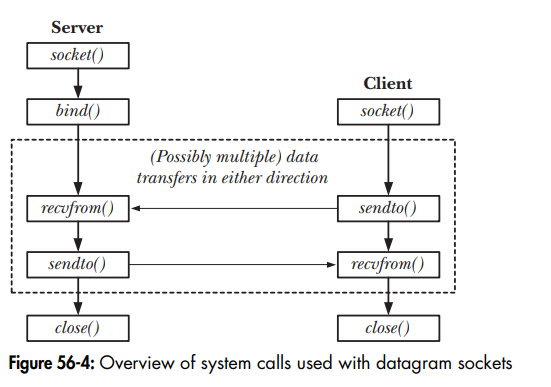 Server
socket()
bind()
Client
socket()
(Possibly multiple) data
transfers in either direction
recvfrom()
sendto()
sendto()
recvfrom()
close()
close()
Figure 56-4: Overview of system calls used with datagram sockets